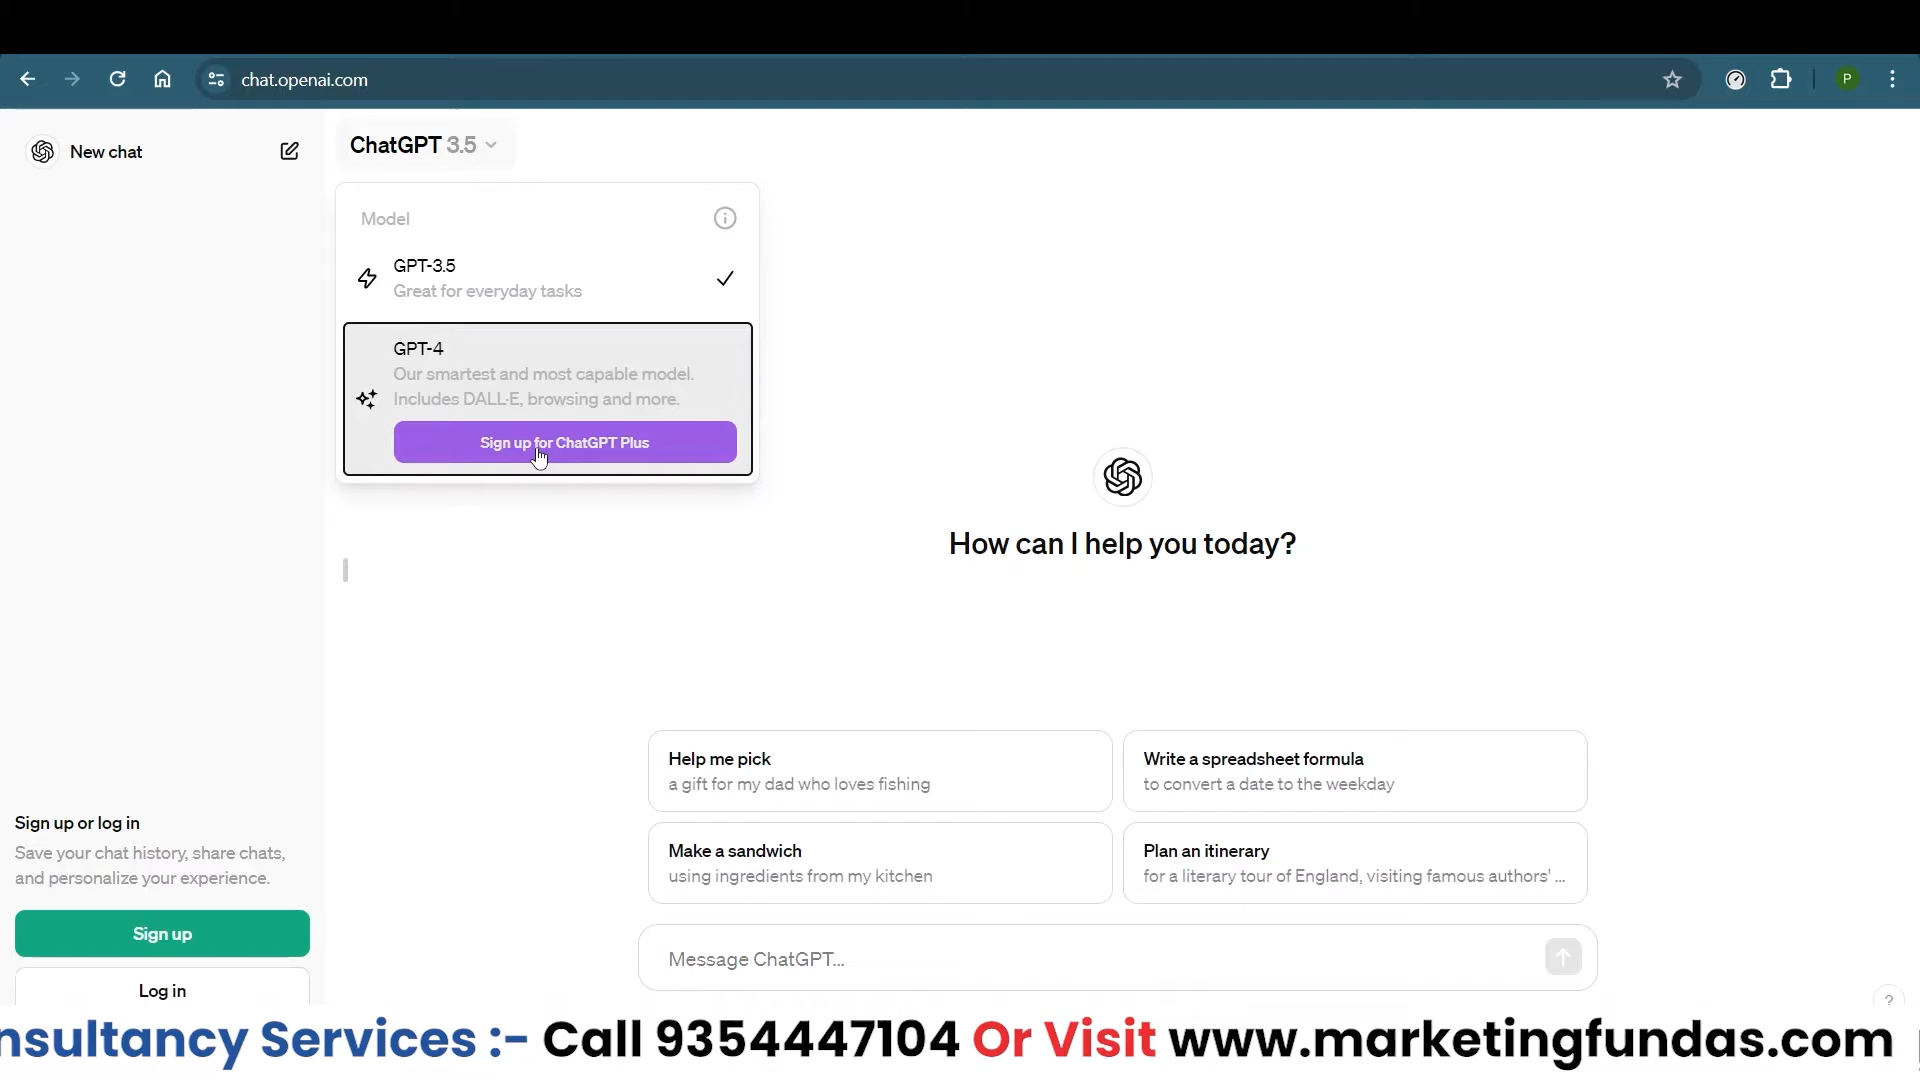 chat.openai.com
P
New chat
ChatGPT 3.5
Model
GPT-3.5
Great for everyday tasks
GPT-4
Our smartest and most capable model.
Includes DALL·E, browsing and more.
Sign up for ChatGPT Plus
How can I help you today?
Help me pick
a gift for my dad who loves fishing
Write a spreadsheet formula
to convert a date to the weekday
Make a sandwich
using ingredients from my kitchen
Plan an itinerary
for a literary tour of England, visiting famous authors' ...
Sign up or log in
Save your chat history, share chats,
and personalize your experience.
Sign up
Log in
Message ChatGPT...
?
nsultancy Services :- Call 9354447104 Or Visit www.marketingfundas.com